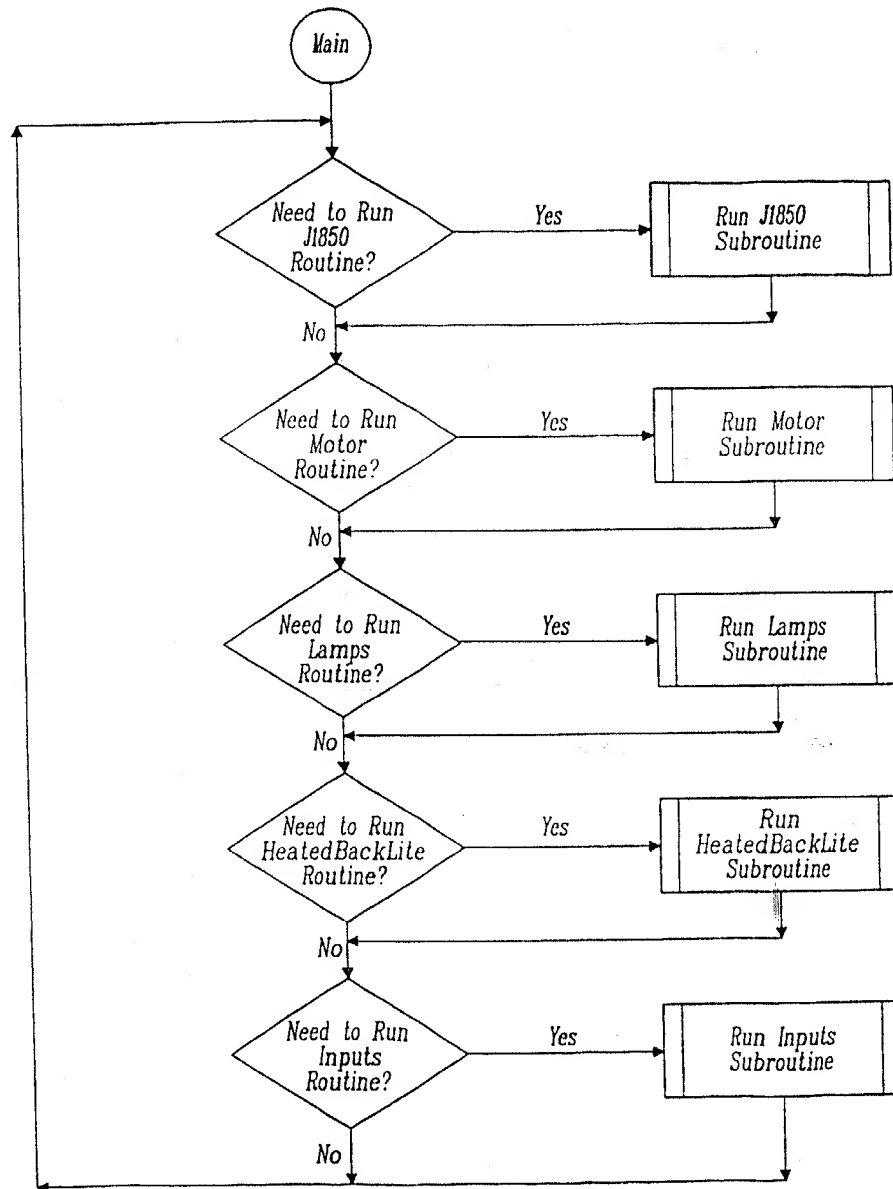 Main
Need to Run
J1850
Routine?
Yes
Run J1850
Subroutine
No
Need to Run
Motor
Routine?
Yes
Run Motor
Subroutine
No
Need to Run
Lamps
Routine?
Yes
Run Lamps
Subroutine
No
Need to Run
HeatedBackLite
Routine?
Yes
Run
HeatedBackLite
Subroutine
No
Need to Run
Inputs
Routine?
Yes
Run Inputs
Subroutine
No